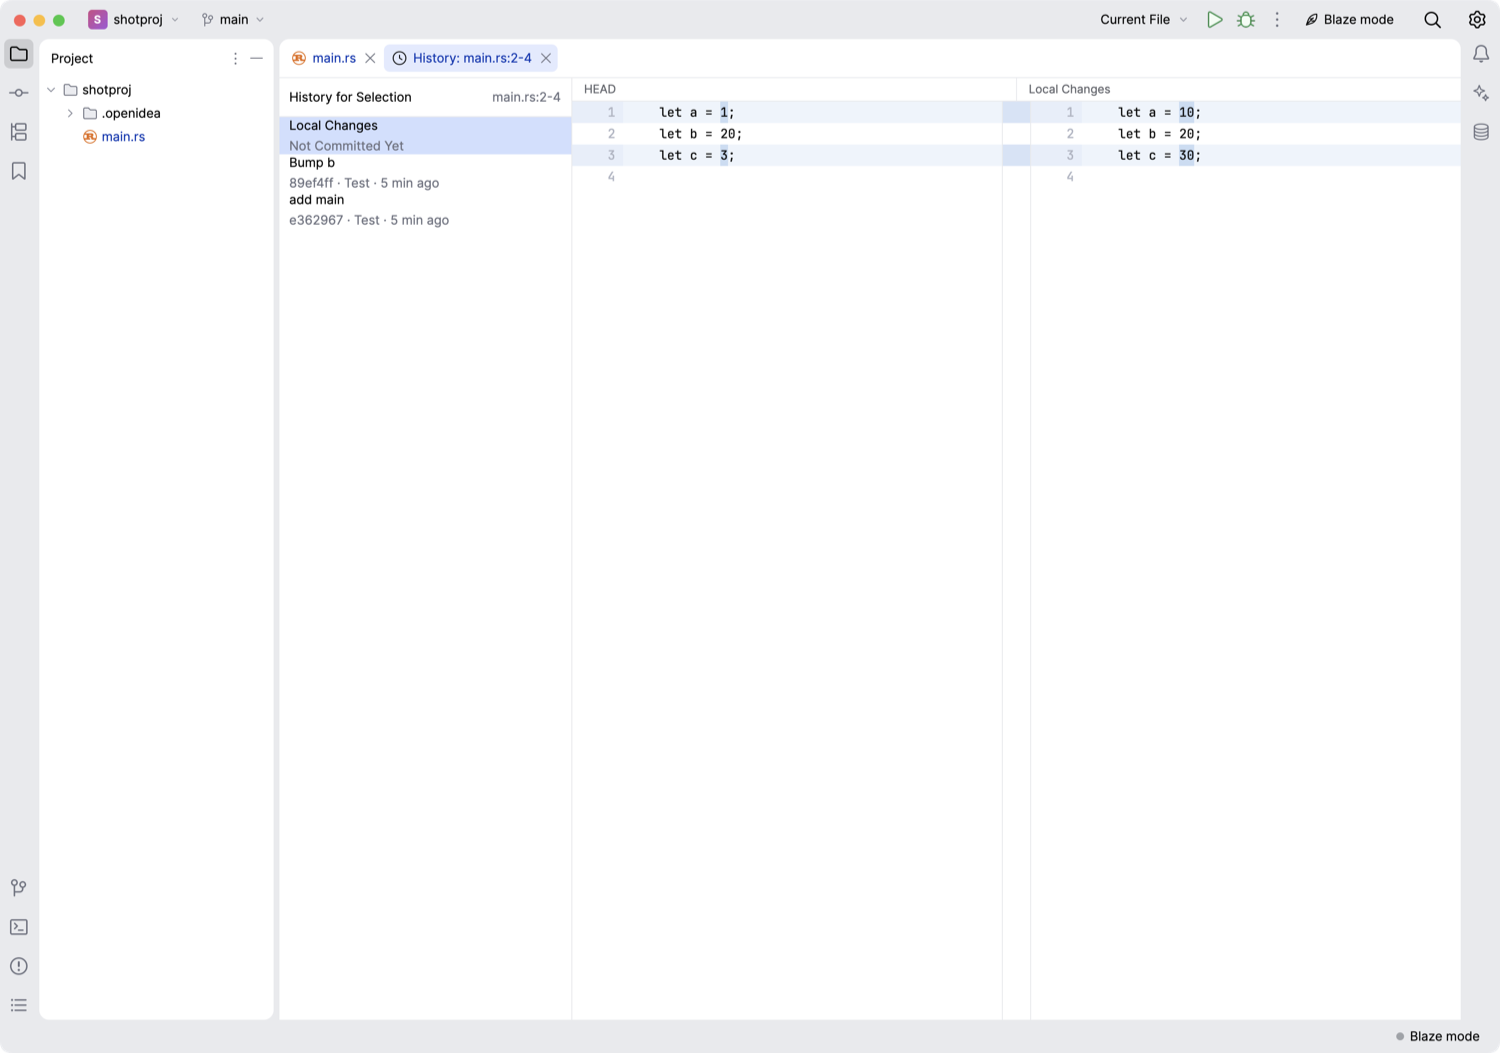 S shotproj main Current File Blaze mode
Project
shotproj
.openidea
main.rs
main.rs History: main.rs:2-4
History for Selection main.rs:2-4
Local Changes
Not Committed Yet
Bump b
89ef4ff · Test · 5 min ago
add main
e362967 · Test · 5 min ago
HEAD
1 let a = 1;
2 let b = 20;
3 let c = 3;
4
Local Changes
1 let a = 10;
2 let b = 20;
3 let c = 30;
4
Blaze mode